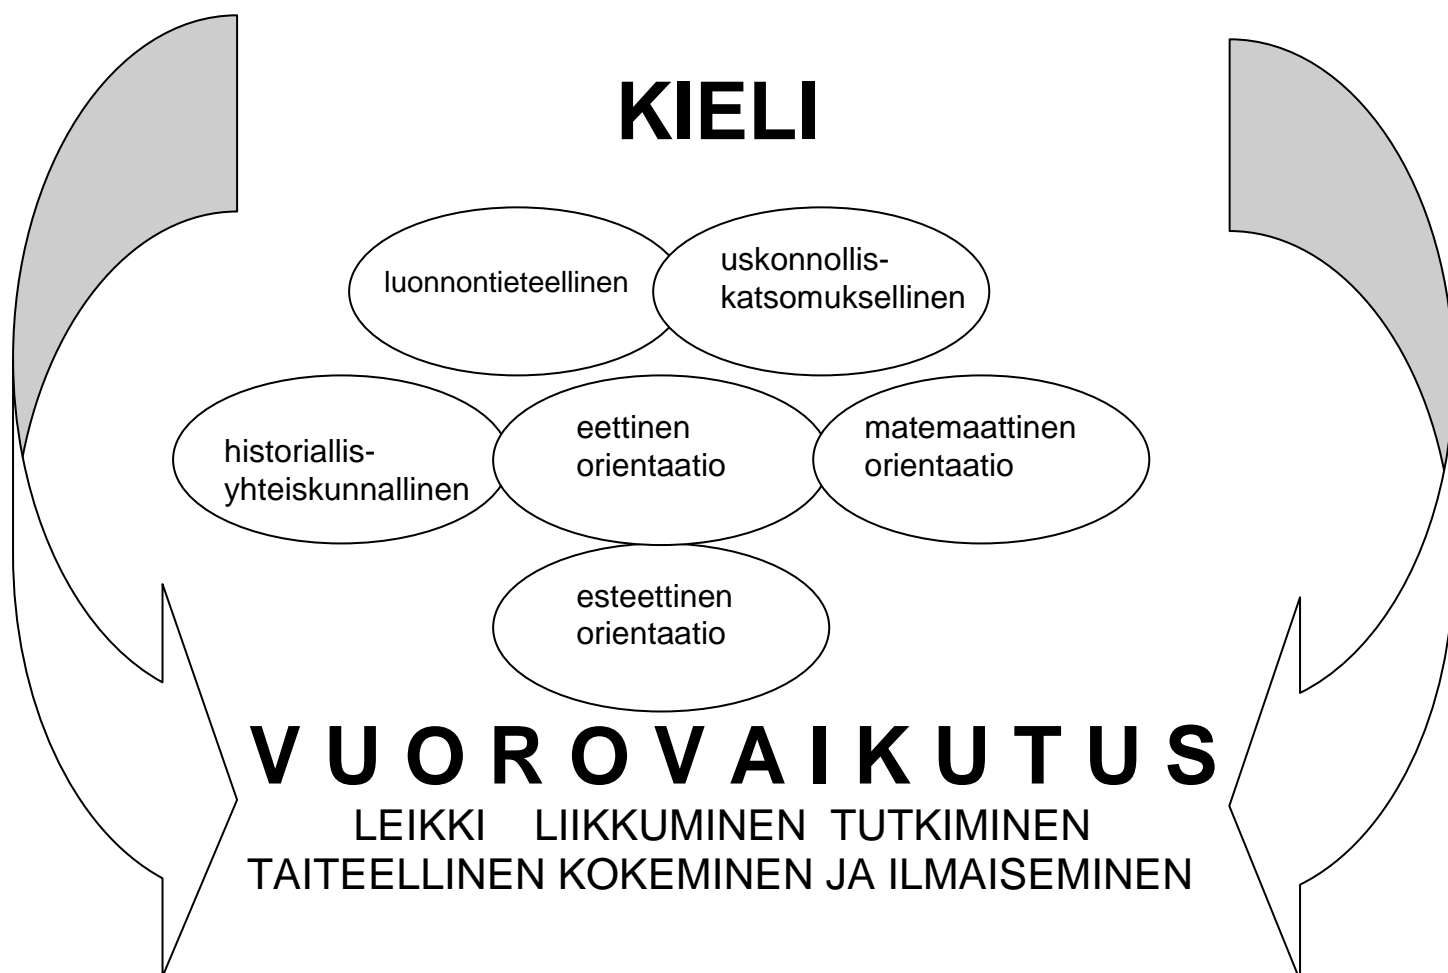 KIELI
luonnontieteellinen
uskonnollis-
katsomuksellinen
historiallis-
yhteiskunnallinen
eettinen
orientaatio
matemaattinen
orientaatio
esteettinen
orientaatio
V U O R O V A I K U T U S
LEIKKI LIIKKUMINEN TUTKIMINEN
TAITEELLINEN KOKEMINEN JA ILMAISEMINEN